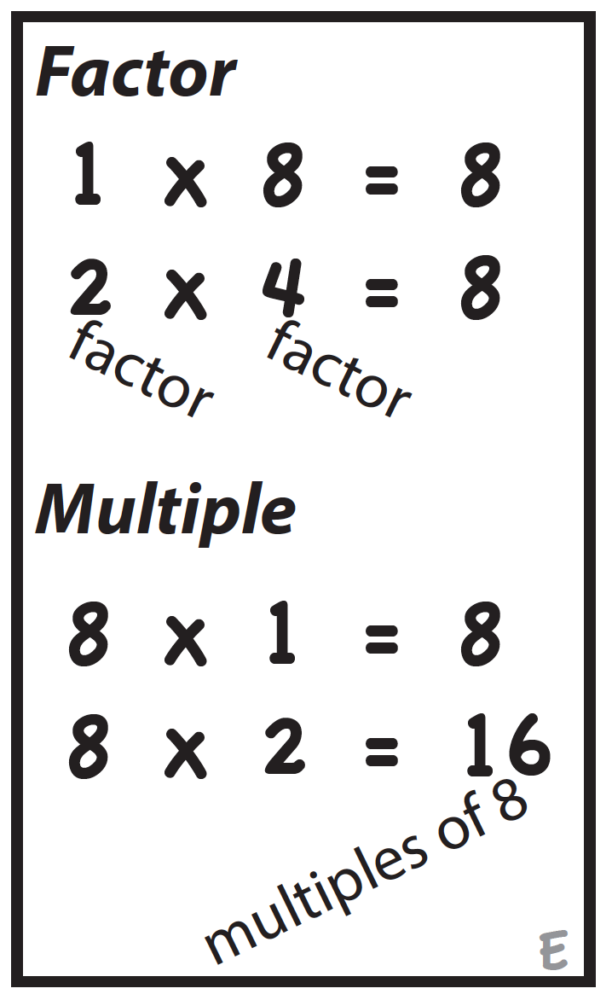 Factor
1 x 8 = 8
2 x 4 = 8
factor factor
Multiple
8 x 1 = 8
8 x 2 = 16
multiples of 8
E